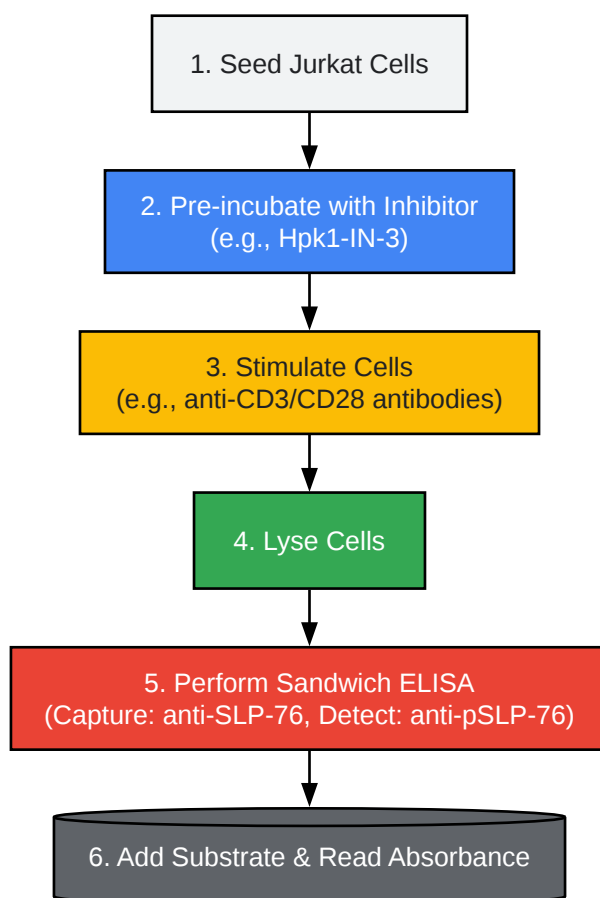 1. Seed Jurkat Cells
2. Pre-incubate with Inhibitor
(e.g., Hpk1-IN-3)
3. Stimulate Cells
(e.g., anti-CD3/CD28 antibodies)
4. Lyse Cells
5. Perform Sandwich ELISA
(Capture: anti-SLP-76, Detect: anti-pSLP-76)
6. Add Substrate & Read Absorbance